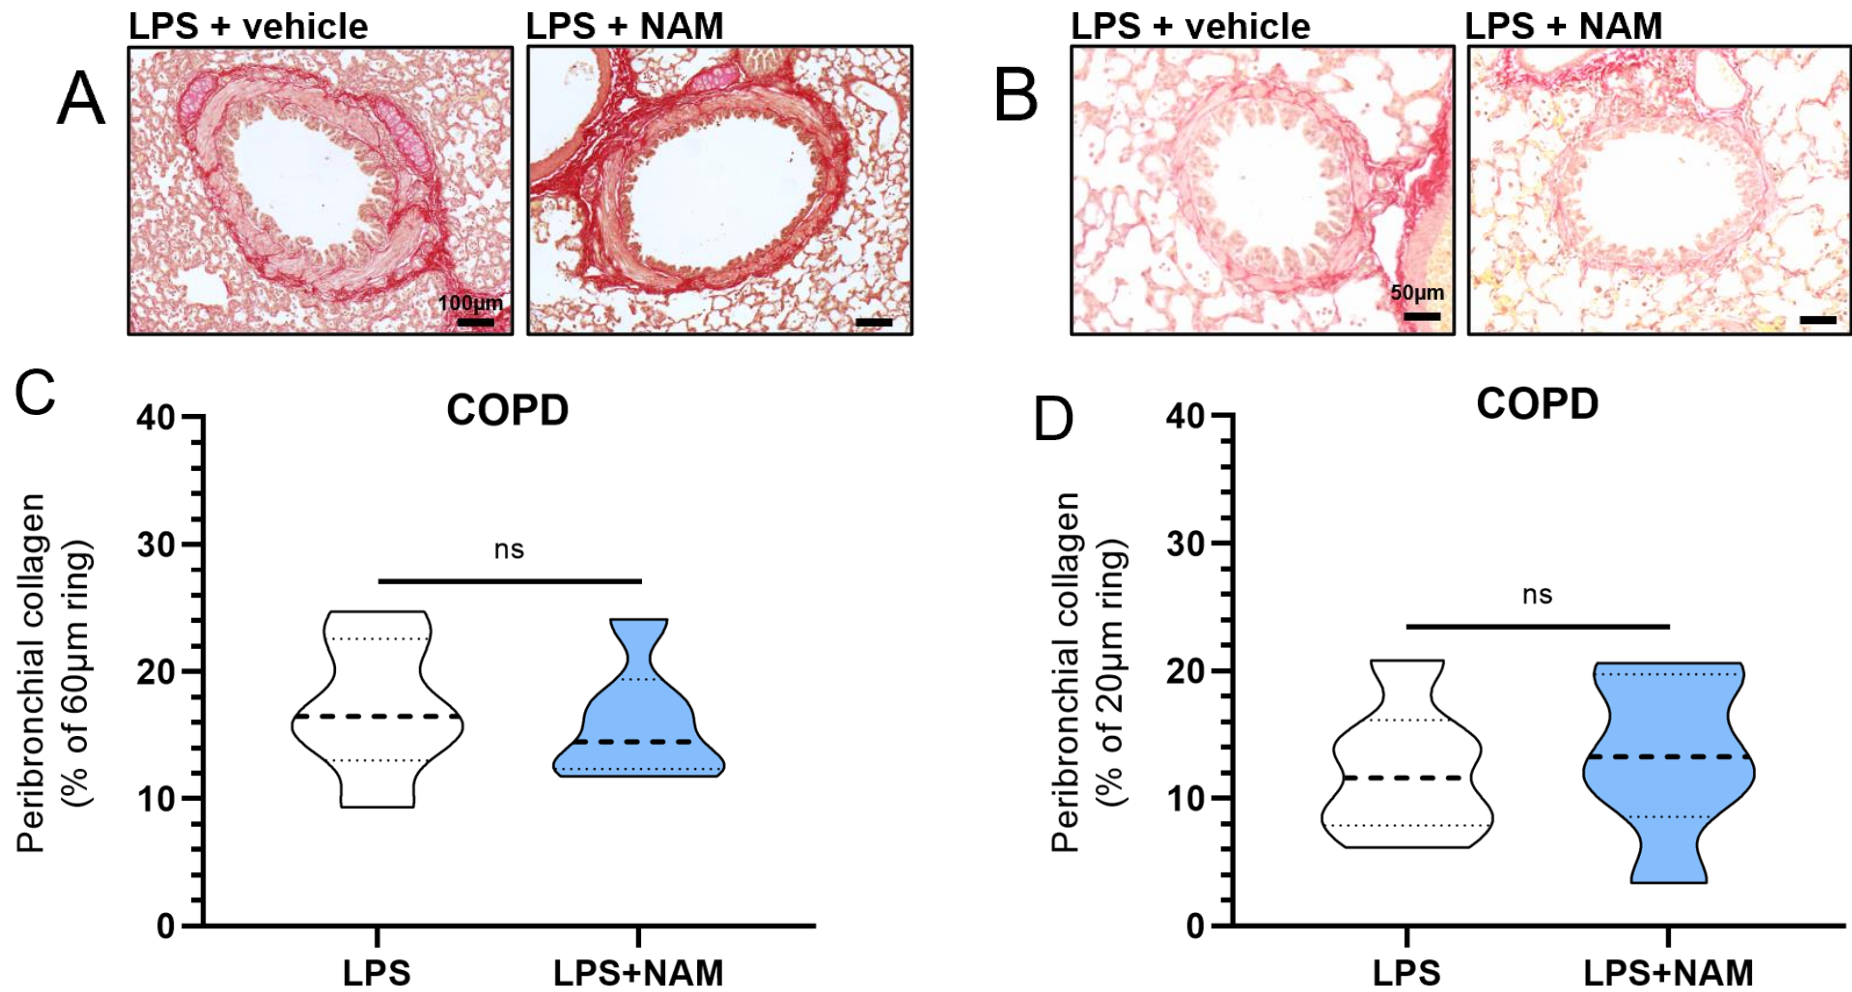 LPS + vehicle
LPS + NAM
A
100µm
LPS + vehicle
LPS + NAM
B
50µm
C
COPD
Peribronchial collagen
(% of 60µm ring)
40
30
20
10
0
ns
LPS
LPS+NAM
D
COPD
Peribronchial collagen
(% of 20µm ring)
40
30
20
10
0
ns
LPS
LPS+NAM